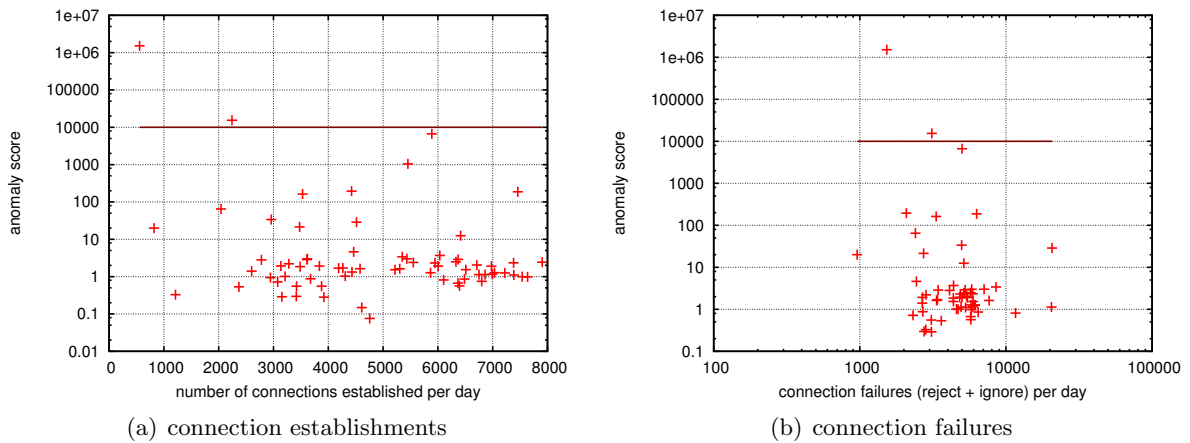 1e+07
1e+06
100000
10000
1000
100
10
1
0.1
0.01
anomaly score
0 1000 2000 3000 4000 5000 6000 7000 8000
number of connections established per day
(a) connection establishments
1e+07
1e+06
100000
10000
1000
100
10
1
0.1
anomaly score
100 1000 10000 100000
connection failures (reject + ignore) per day
(b) connection failures